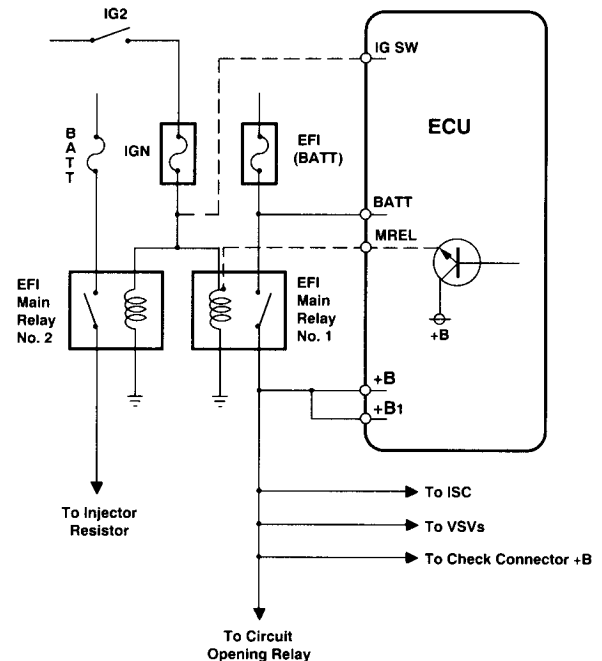 IG2
IG SW
ECU
B
A
T
T
IGN
EFI
(BATT)
BATT
MREL
EFI
Main
Relay
No. 2
EFI
Main
Relay
No. 1
+B
+B
+B1
To Injector
Resistor
To ISC
To VSVs
To Check Connector +B
To Circuit
Opening Relay